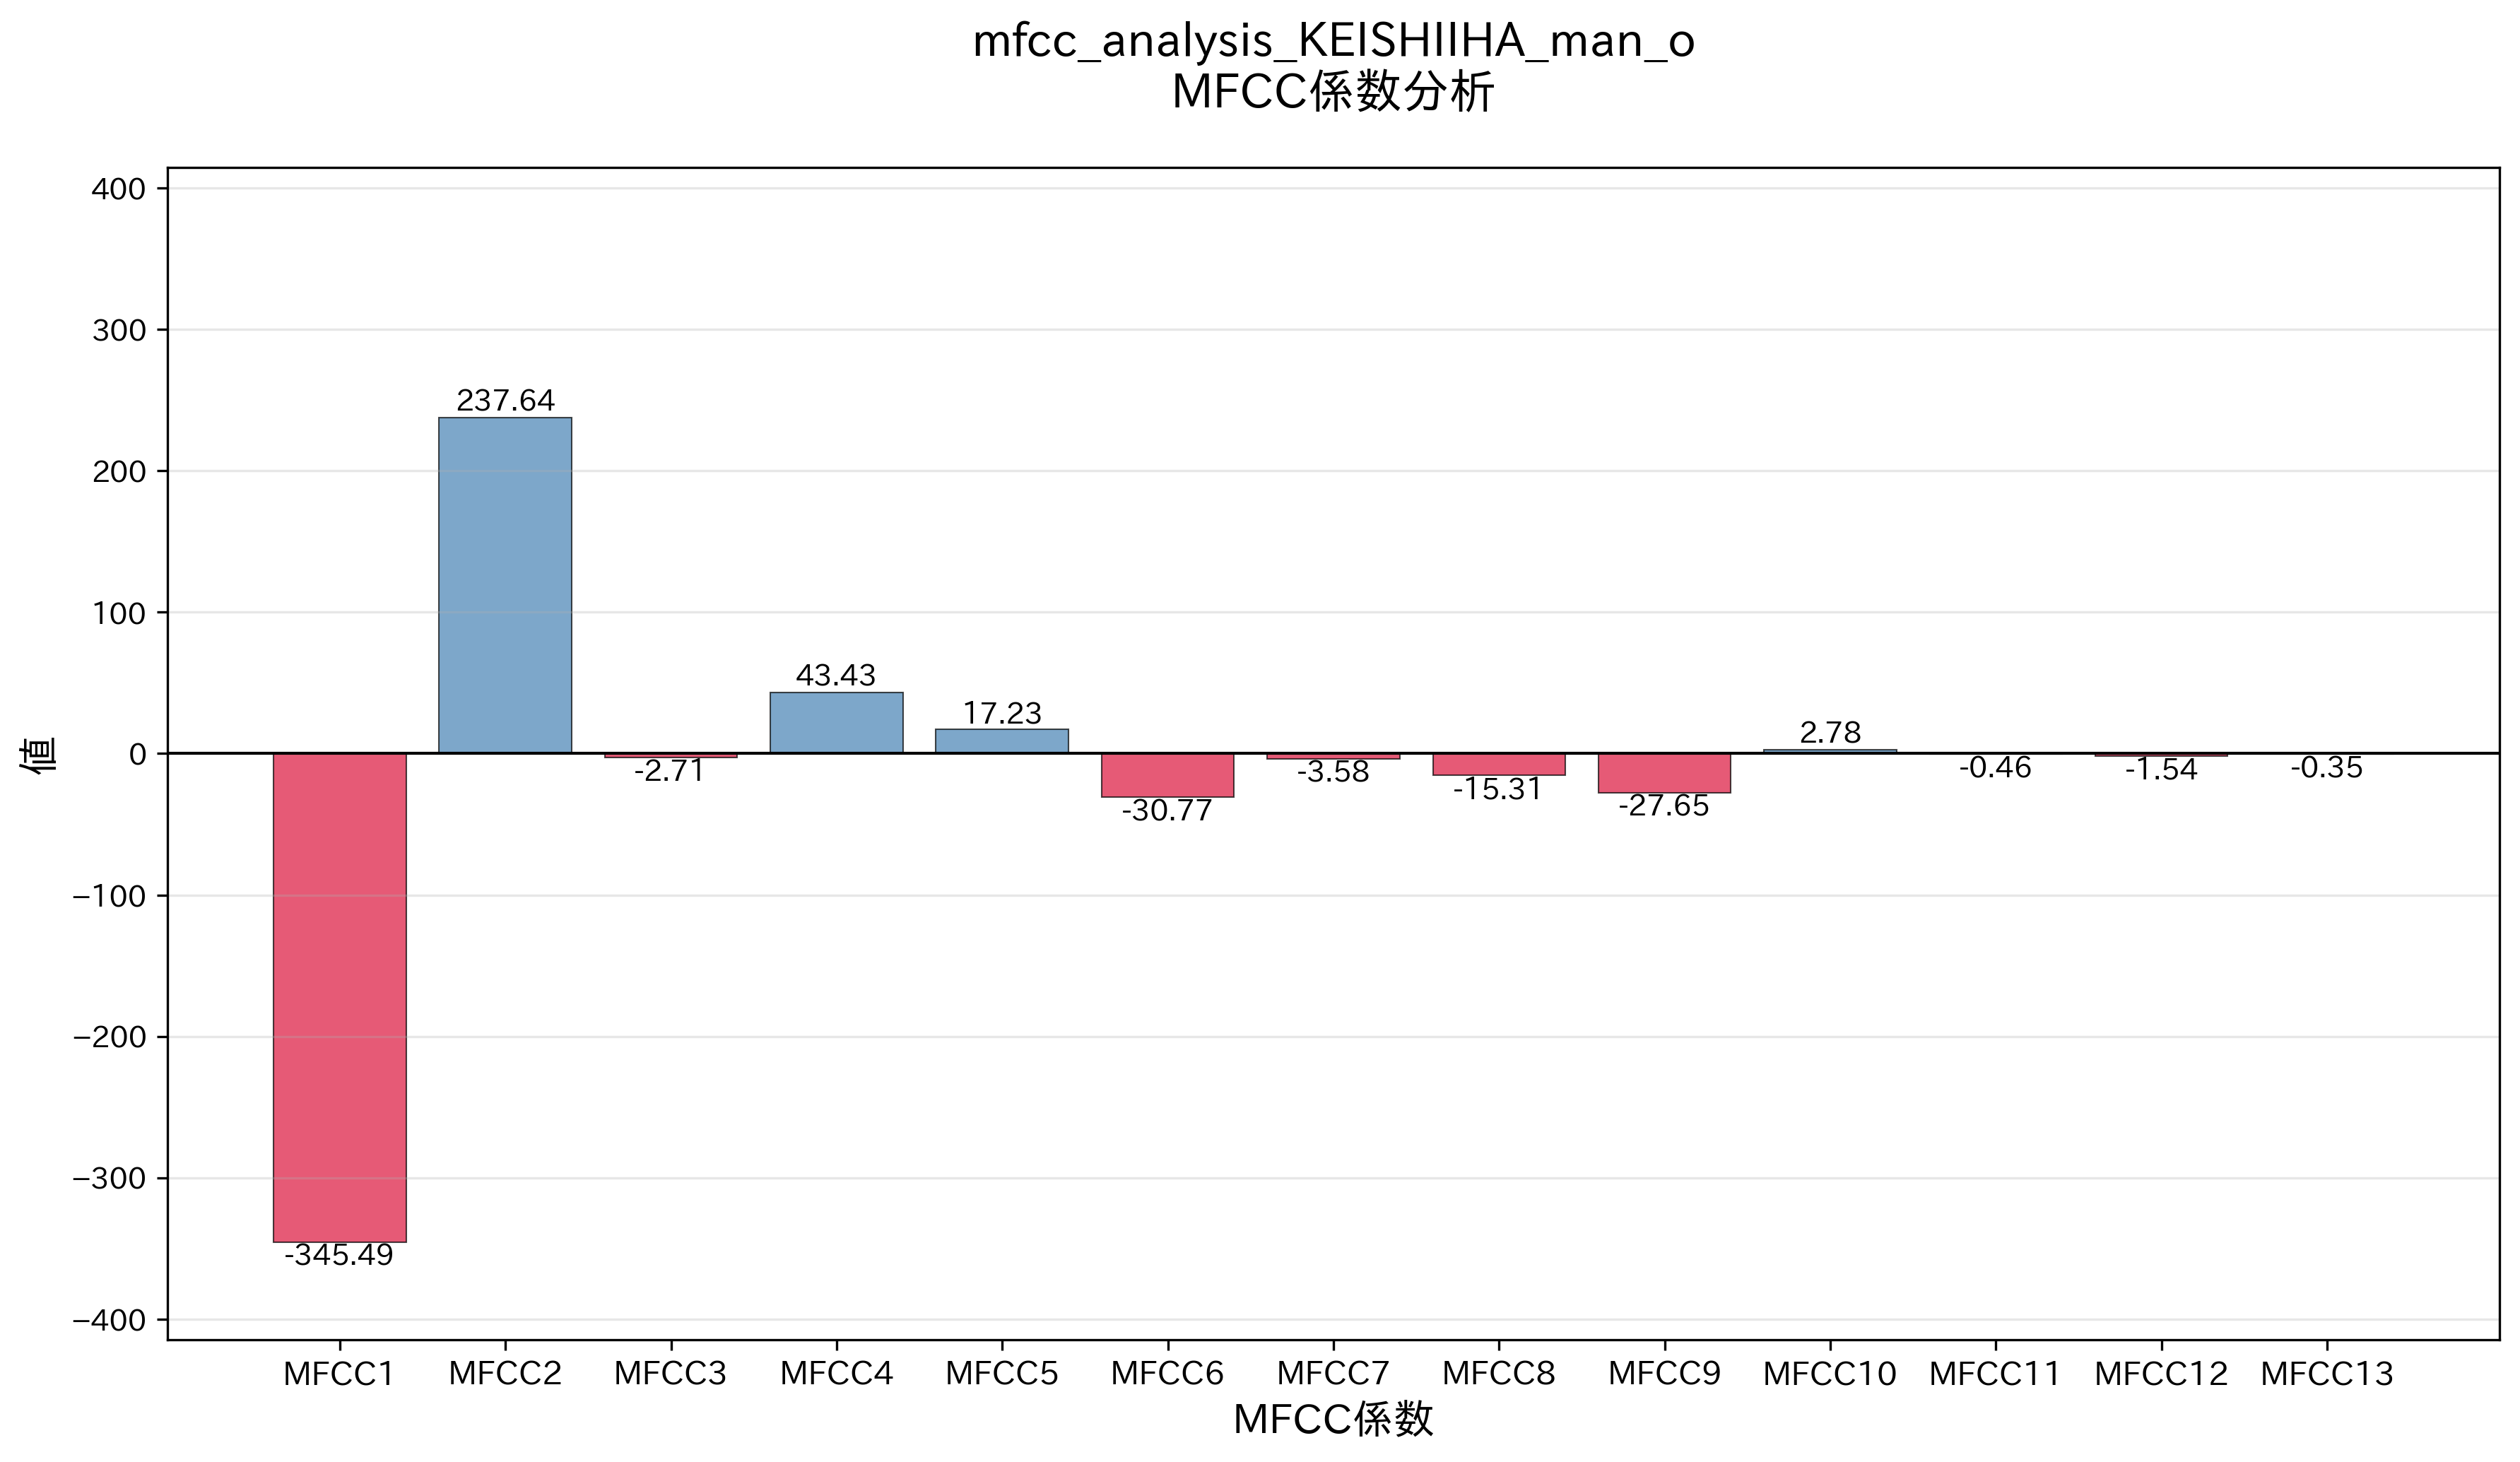 mfcc_analysis_KEISHIIHA_man_o
MFCC係数分析
400
300
200
100
0
−100
−200
−300
−400
値
-345.49
237.64
-2.71
43.43
17.23
-30.77
-3.58
-15.31
-27.65
2.78
-0.46
-1.54
-0.35
MFCC1
MFCC2
MFCC3
MFCC4
MFCC5
MFCC6
MFCC7
MFCC8
MFCC9
MFCC10
MFCC11
MFCC12
MFCC13
MFCC係数